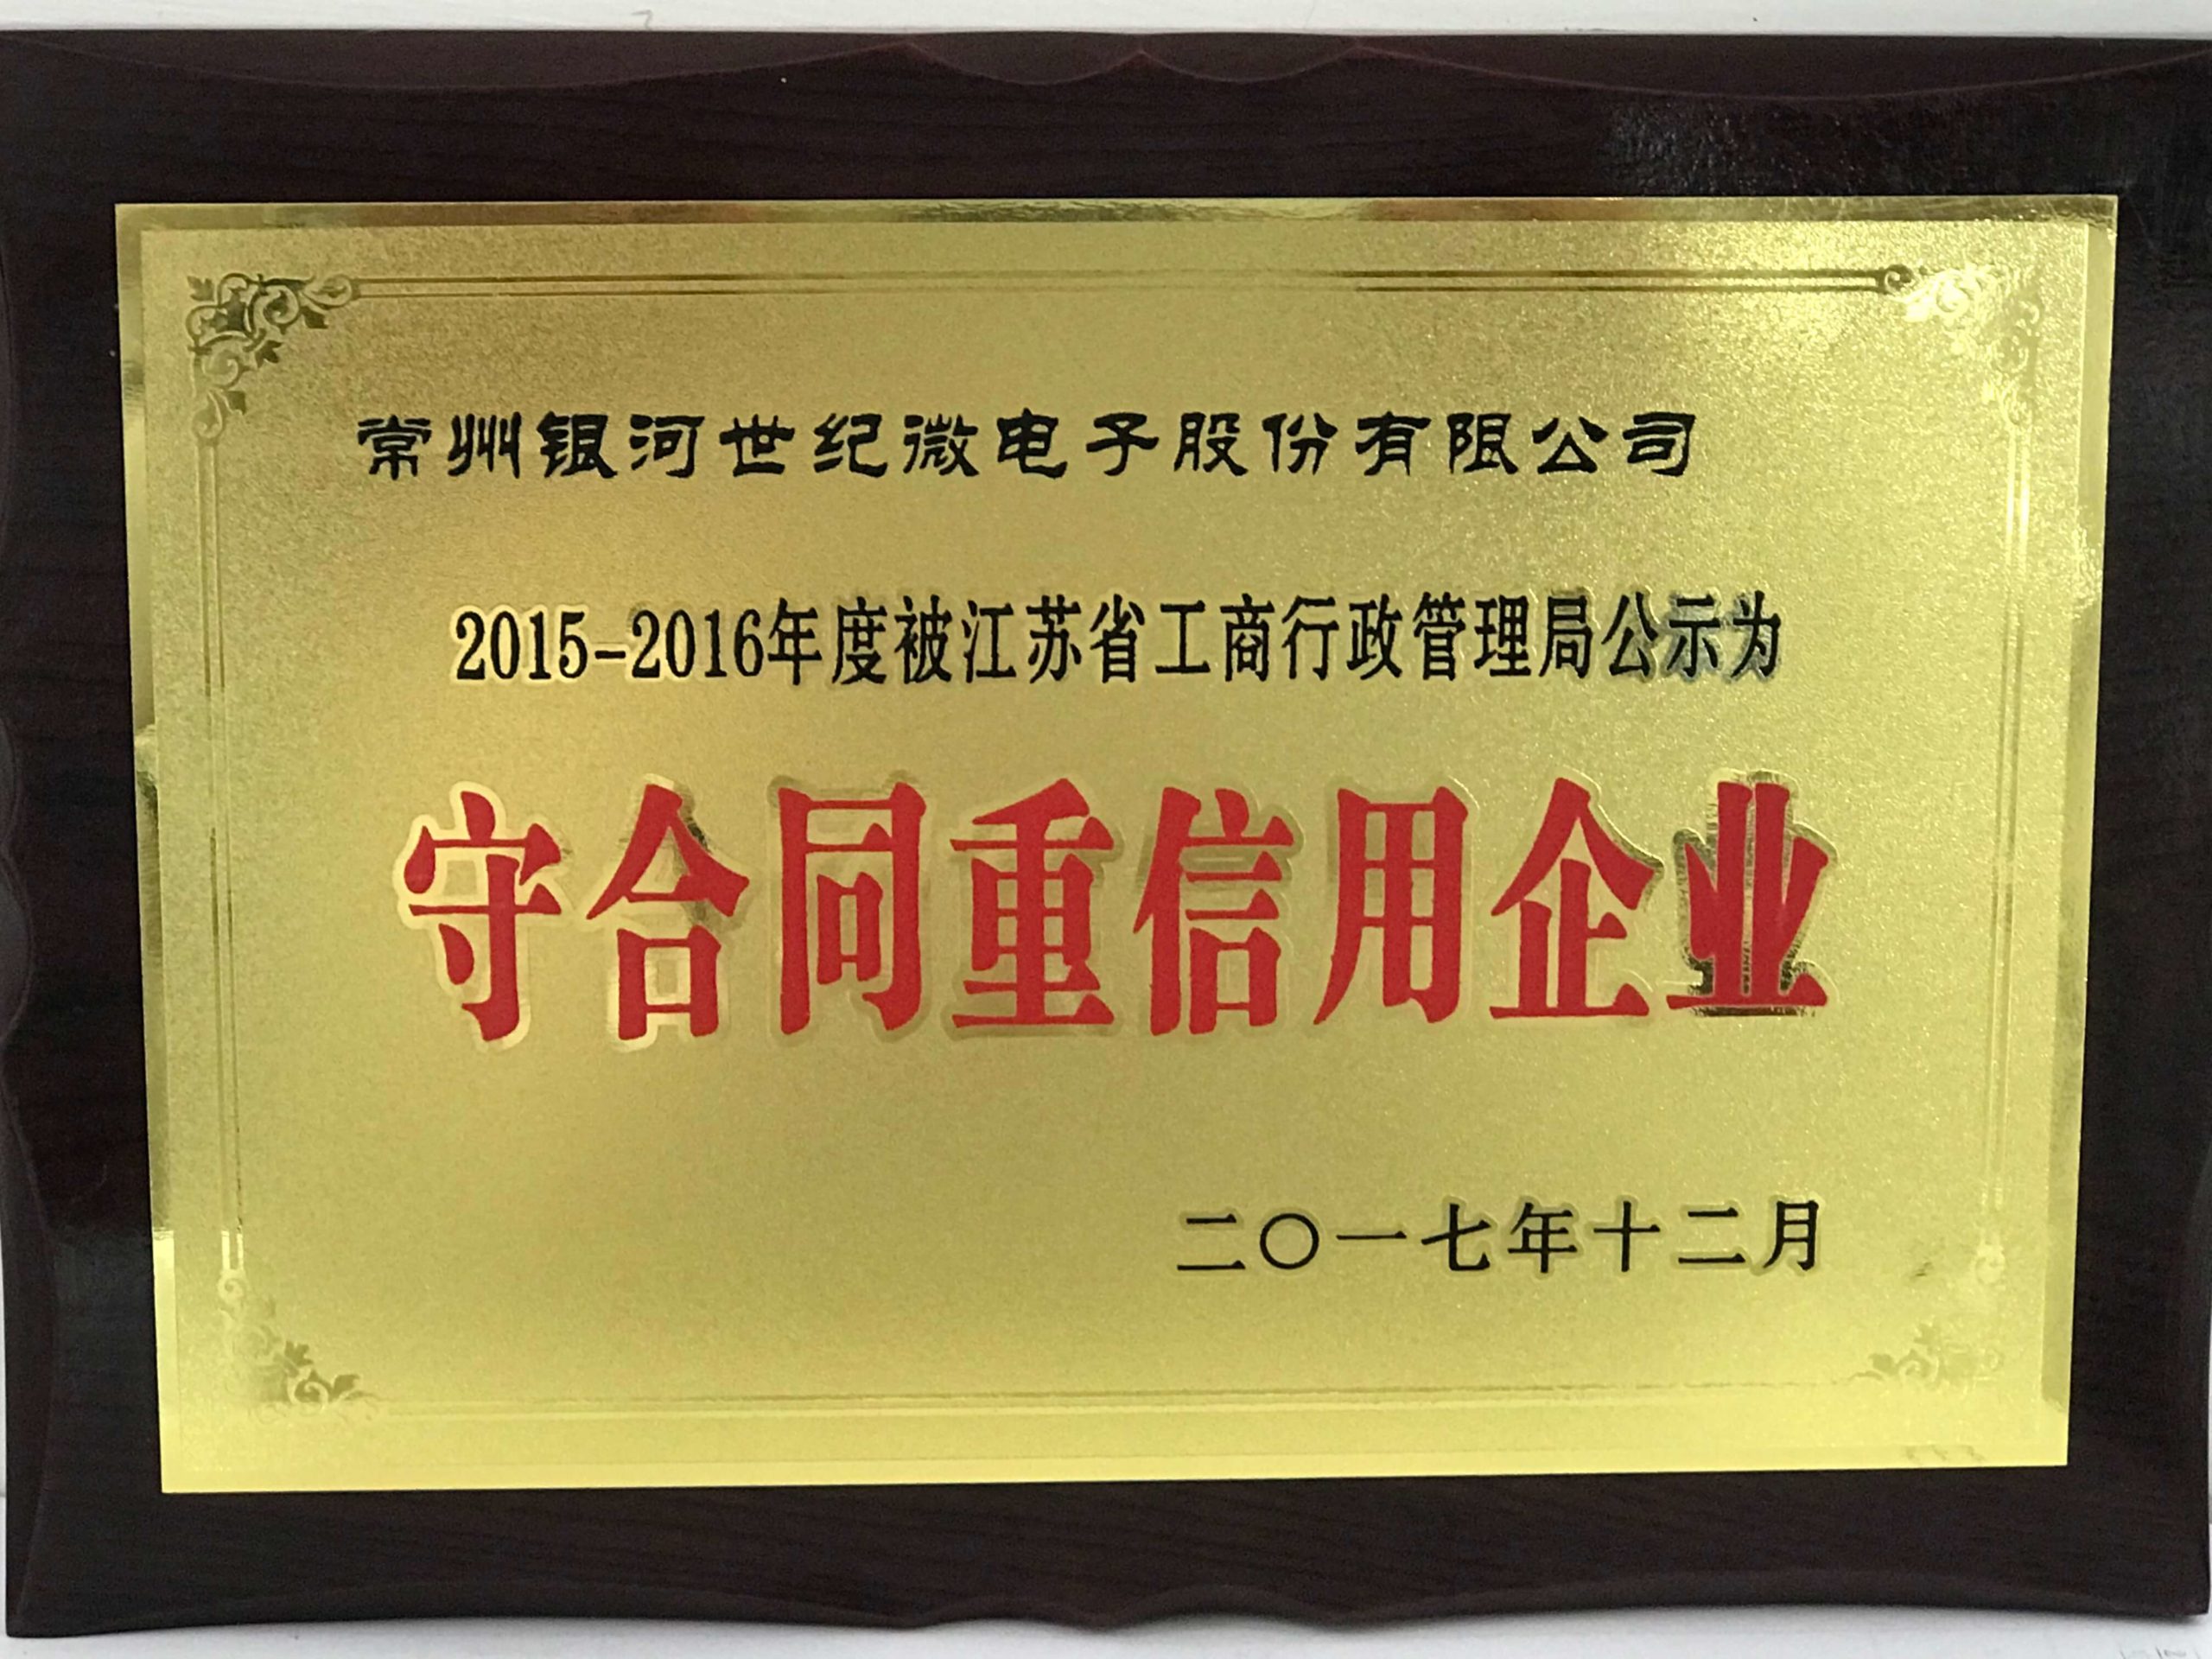 常州银河世纪微电子股份有限公司
2015-2016年度被江苏省工商行政管理局公示为
守合同重信用企业
二〇一七年十二月